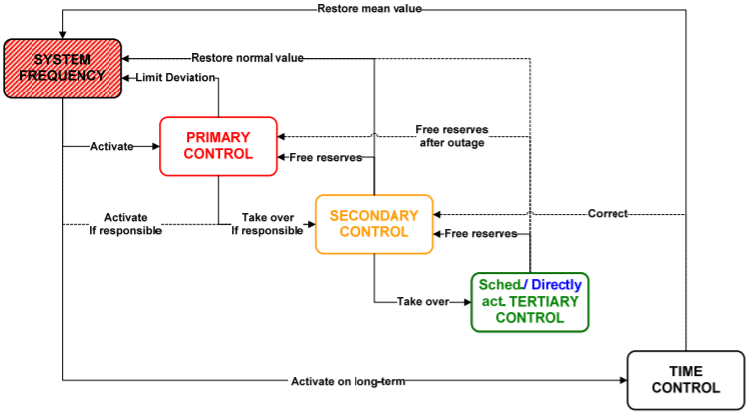 Restore mean value
SYSTEM
FREQUENCY
Restore normal value
Limit Deviation
PRIMARY
CONTROL
Activate
Free reserves
after outage
Free reserves
Activate
If responsible
Take over
If responsible
SECONDARY
CONTROL
Correct
Free reserves
Sched./ Directly
act. TERTIARY
CONTROL
Take over
TIME
CONTROL
Activate on long-term